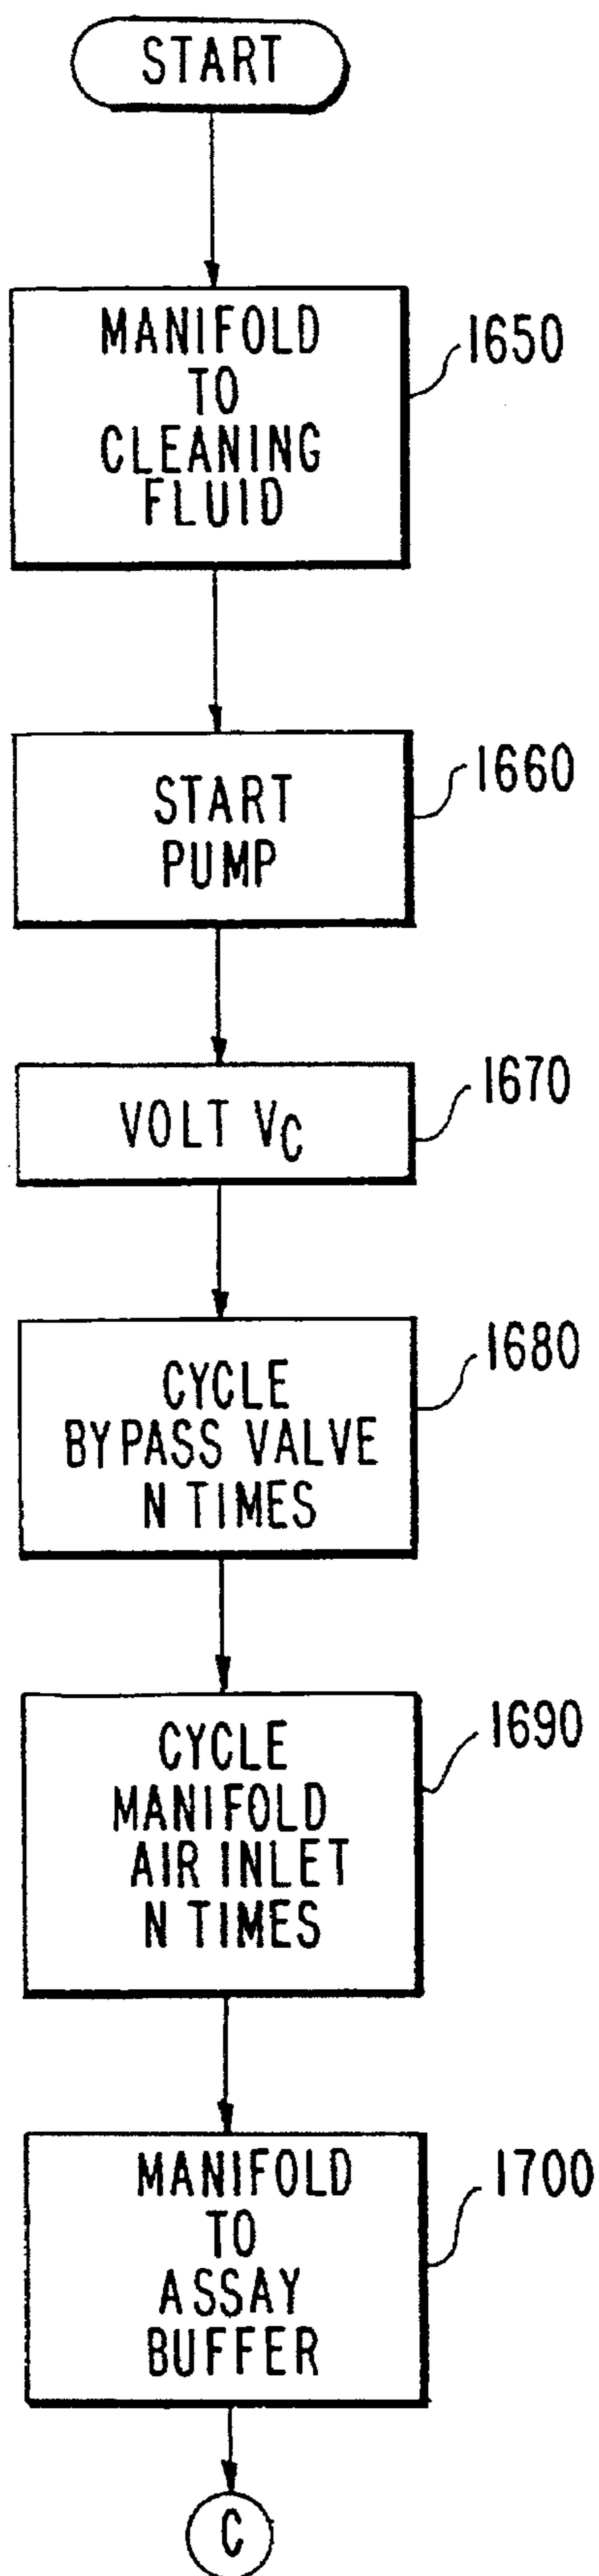 START
MANIFOLD
TO
CLEANING
FLUID
1650
START
PUMP
1660
VOLT VC
1670
CYCLE
BYPASS VALVE
N TIMES
1680
CYCLE
MANIFOLD
AIR INLET
N TIMES
1690
MANIFOLD
TO
ASSAY
BUFFER
1700
C